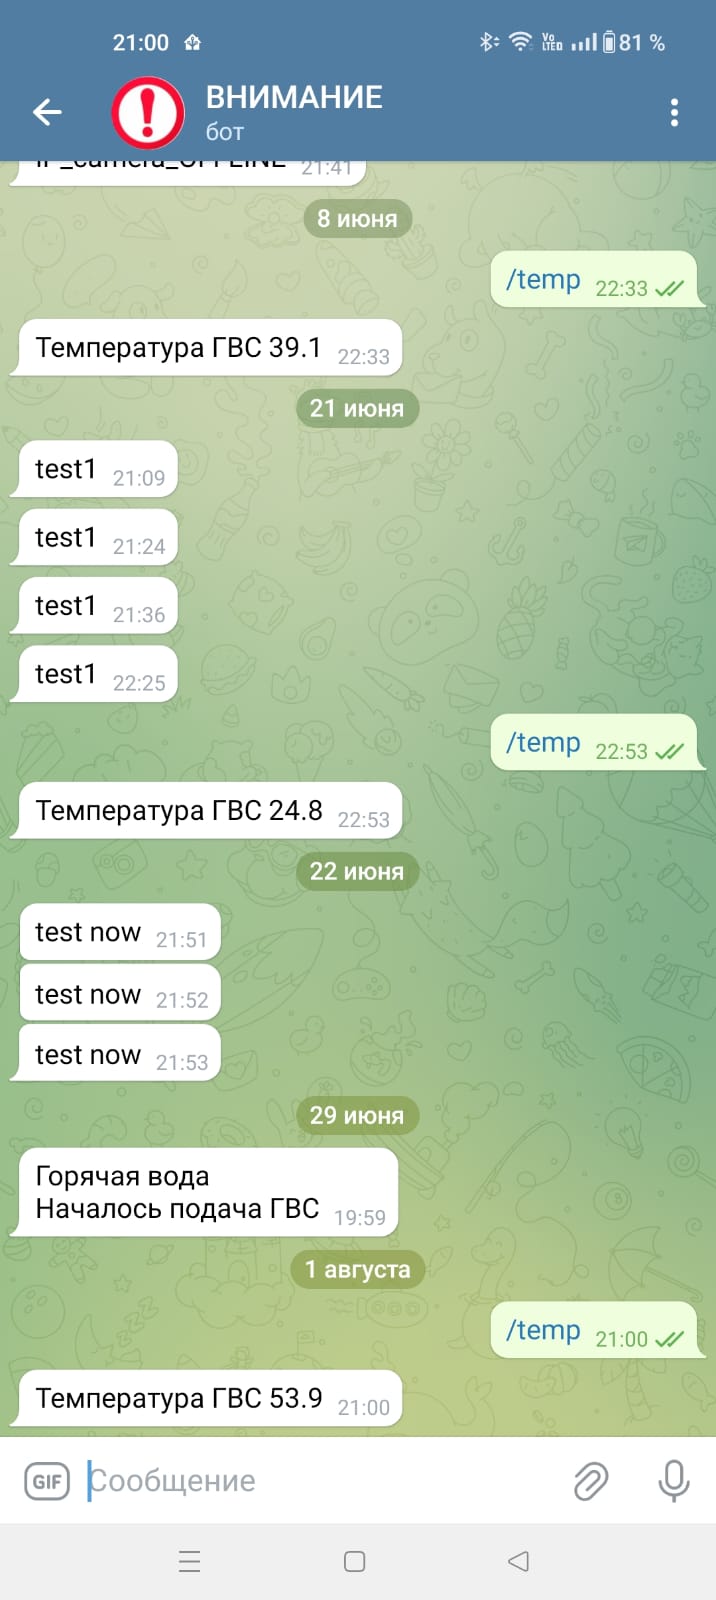 21:00
Vo
LTED
81 %
ВНИМАНИЕ
бот
IP_camera_OFFLINE 21:41
8 июня
/temp 22:33
Температура ГВС 39.1 22:33
21 июня
test1 21:09
test1 21:24
test1 21:36
test1 22:25
/temp 22:53
Температура ГВС 24.8 22:53
22 июня
test now 21:51
test now 21:52
test now 21:53
29 июня
Горячая вода
Началось подача ГВС 19:59
1 августа
/temp 21:00
Температура ГВС 53.9 21:00
GIF Сообщение